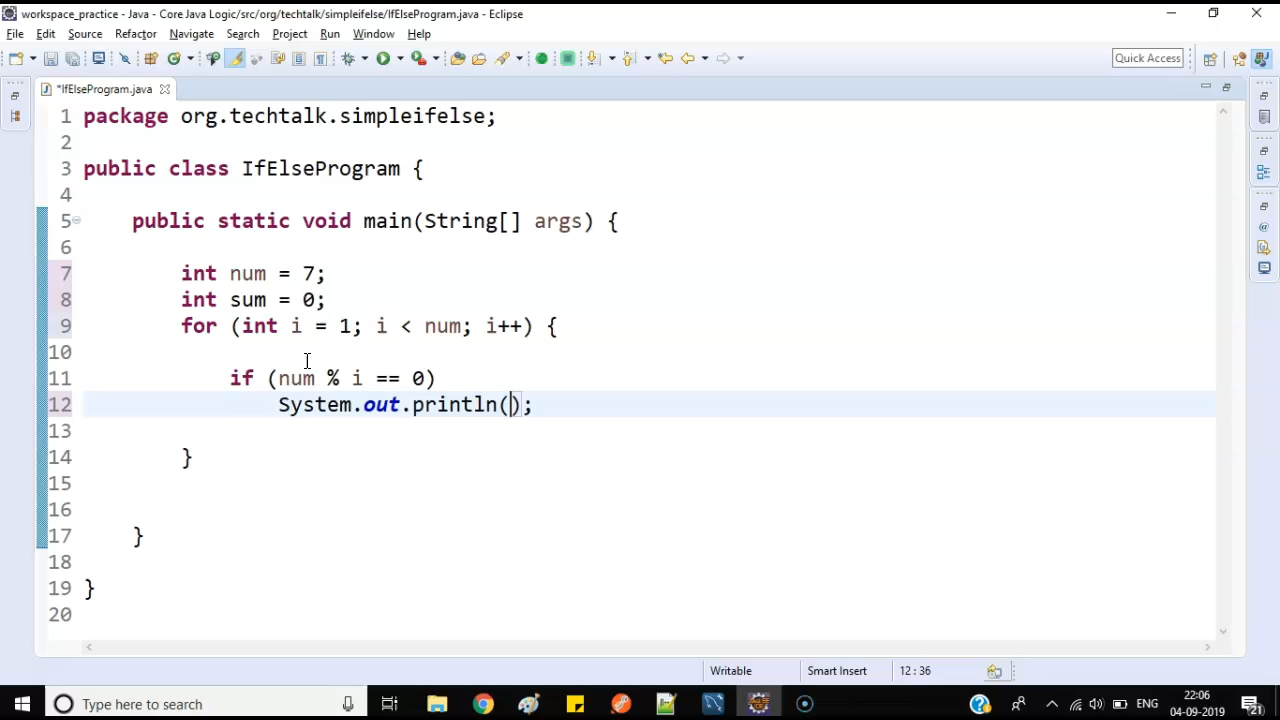 workspace_practice - Java - Core Java Logic/src/org/techtalk/simpleifelse/IfElseProgram.java - Eclipse
File Edit Source Refactor Navigate Search Project Run Window Help
Quick Access
*IfElseProgram.java
1 package org.techtalk.simpleifelse;
2
3 public class IfElseProgram {
4
5 public static void main(String[] args) {
6
7 int num = 7;
8 int sum = 0;
9 for (int i = 1; i < num; i++) {
10
11 if (num % i == 0)
12 System.out.println();
13
14 }
15
16
17 }
18
19 }
20
Writable Smart Insert 12 : 36
Type here to search
ENG
22:06
04-09-2019
21